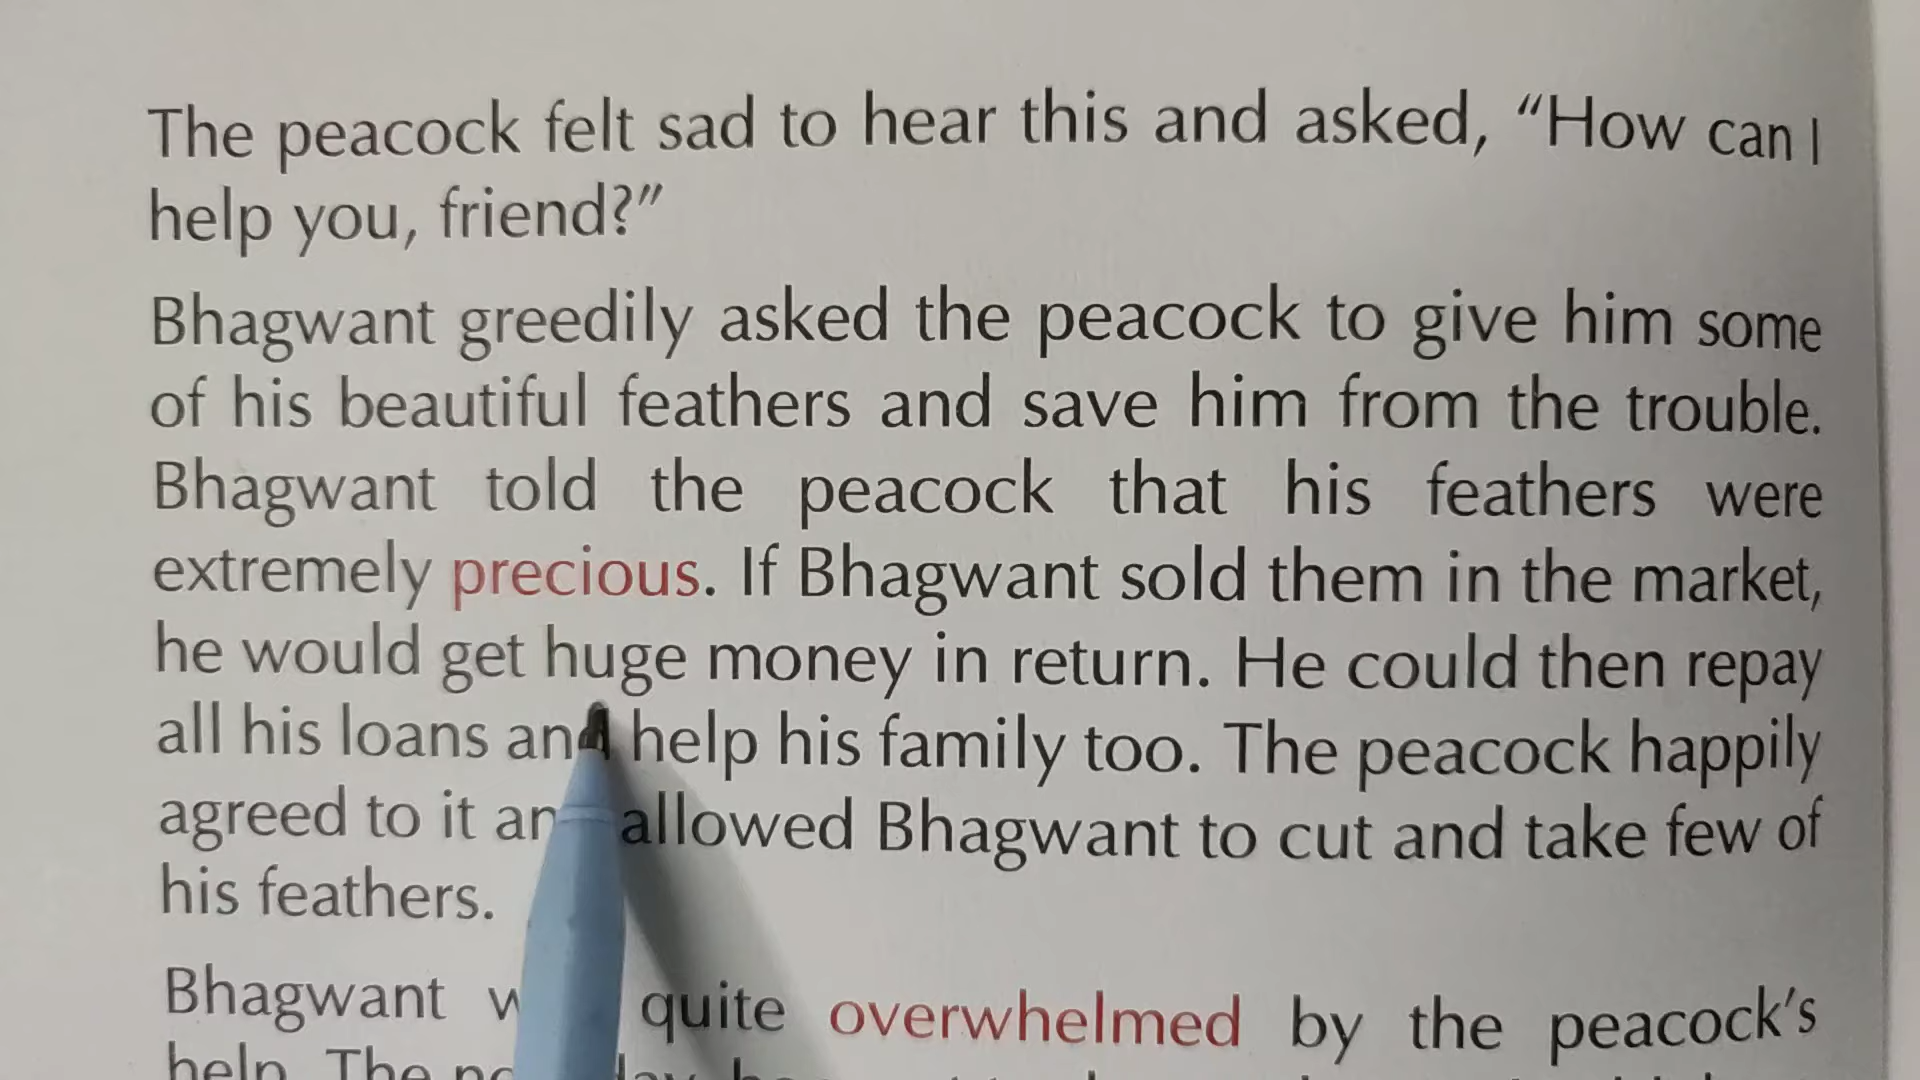 The peacock felt sad to hear this and asked, “How can I
help you, friend?”
Bhagwant greedily asked the peacock to give him some
of his beautiful feathers and save him from the trouble.
Bhagwant told the peacock that his feathers were
extremely precious. If Bhagwant sold them in the market,
he would get huge money in return. He could then repay
all his loans and help his family too. The peacock happily
agreed to it and allowed Bhagwant to cut and take few of
his feathers.
Bhagwant quite overwhelmed by the peacock’s
help. The